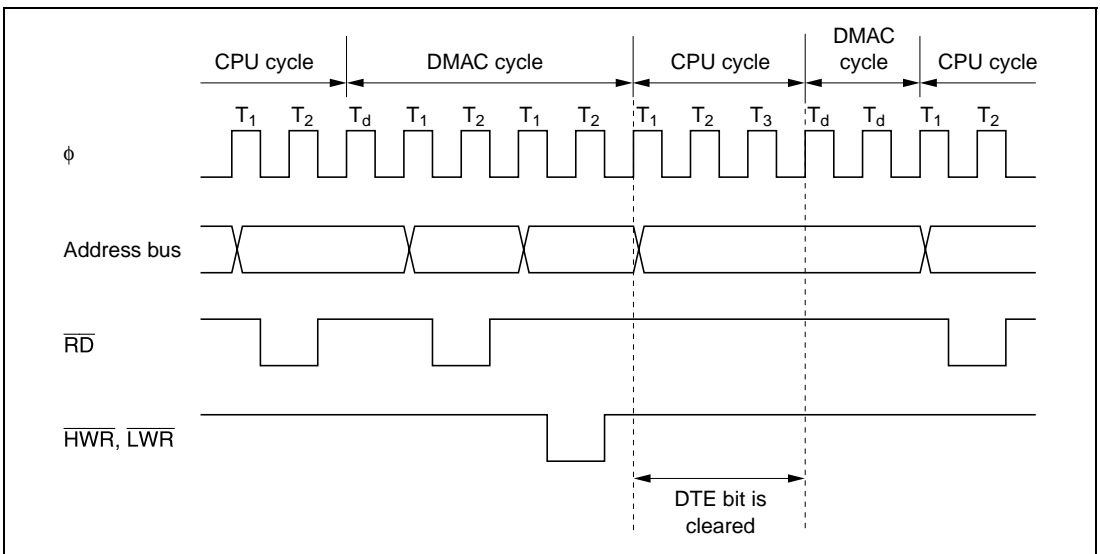 DMAC
CPU cycle DMAC cycle CPU cycle cycle CPU cycle
T1 T2 Td T1 T2 T1 T2 T1 T2 T3 Td Td T1 T2
φ
Address bus
RD
HWR, LWR
DTE bit is
cleared